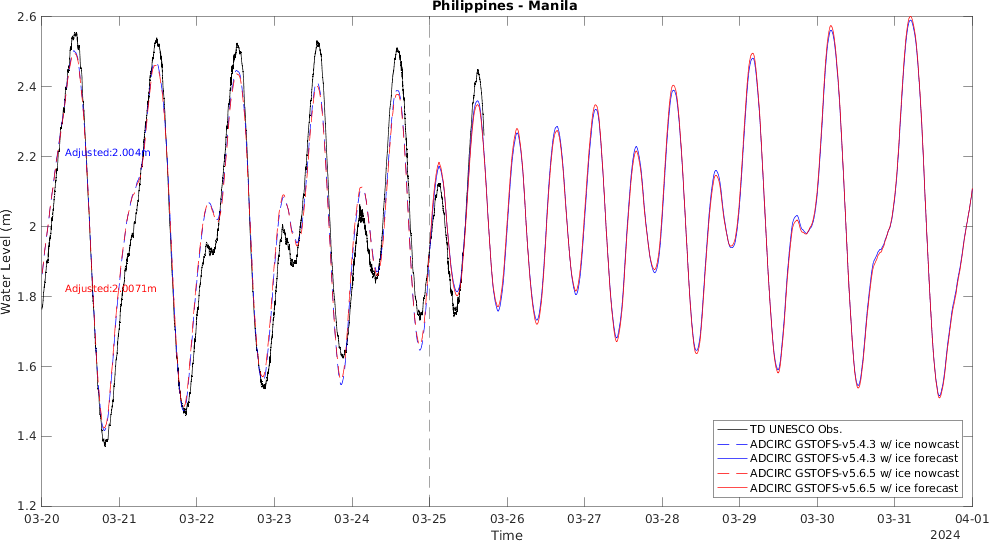 Philippines - Manila
2.6
2.4
2.2
2
1.8
1.6
1.4
1.2
Water Level (m)
Adjusted:2.004m
Adjusted:2.0071m
TD UNESCO Obs.
ADCIRC GSTOFS-v5.4.3 w/ ice nowcast
ADCIRC GSTOFS-v5.4.3 w/ ice forecast
ADCIRC GSTOFS-v5.6.5 w/ ice nowcast
ADCIRC GSTOFS-v5.6.5 w/ ice forecast
03-20 03-21 03-22 03-23 03-24 03-25 03-26 03-27 03-28 03-29 03-30 03-31 04-01
Time
2024